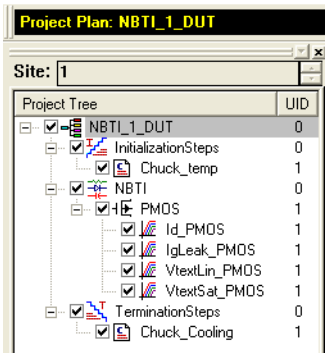 Project Plan: NBTI_1_DUT
Site: 1
Project Tree UID
NBTI_1_DUT 0
InitializationSteps 0
Chuck_temp 1
NBTI 0
PMOS 1
Id_PMOS 1
IgLeak_PMOS 1
VtextLin_PMOS 1
VtextSat_PMOS 1
TerminationSteps 0
Chuck_Cooling 1